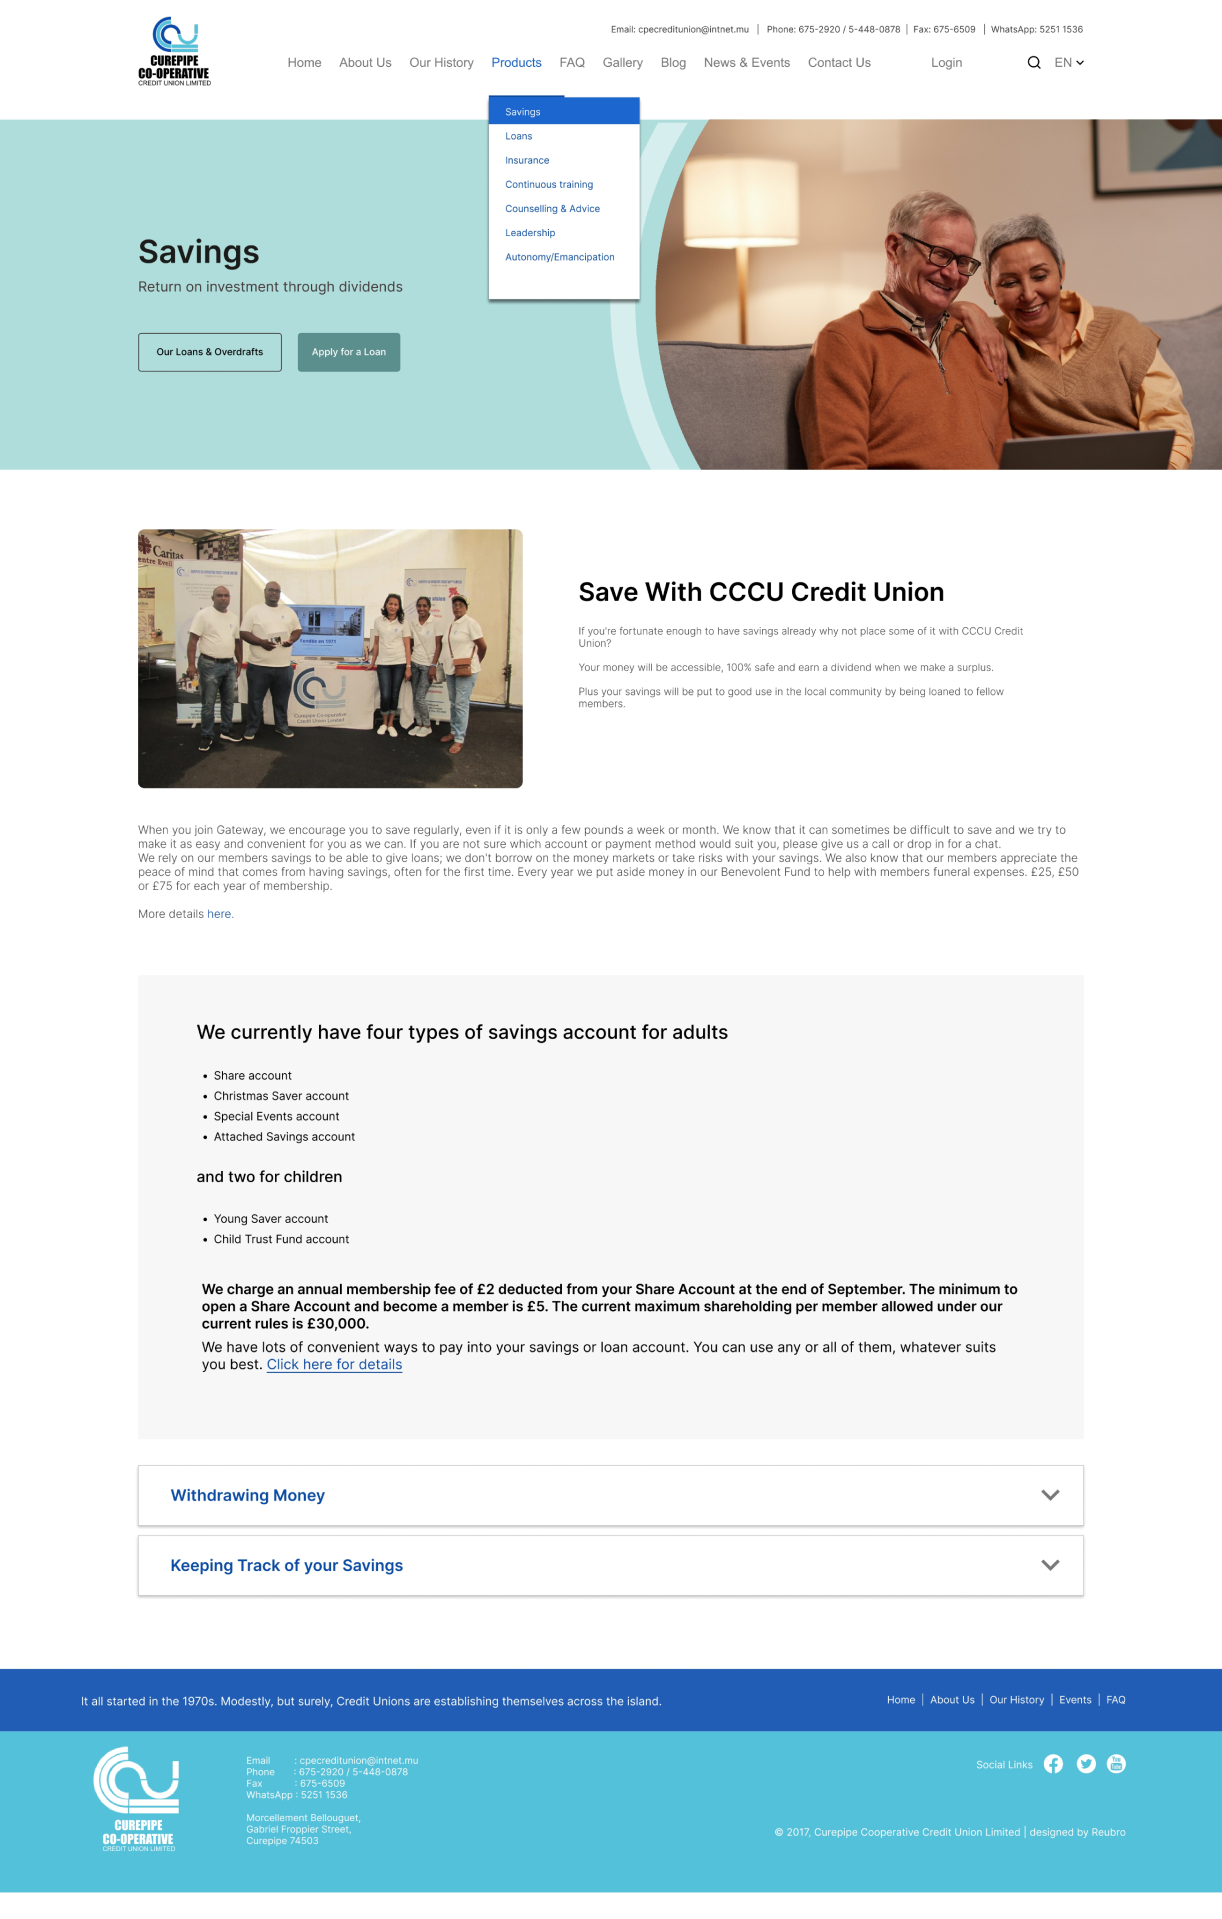 Email: cpecreditunion@intnet.mu | Phone: 675-2920 / 5-448-0878 | Fax: 675-6509 | WhatsApp: 5251 1536
CUREPIPE
CO-OPERATIVE
CREDIT UNION LIMITED
Home About Us Our History Products FAQ Gallery Blog News & Events Contact Us Login EN
Savings
Loans
Insurance
Continuous training
Counselling & Advice
Leadership
Autonomy/Emancipation
Savings
Return on investment through dividends
Our Loans & Overdrafts Apply for a Loan
Caritas
Fondée en 1971
Curepipe Co-operative
Credit Union Limited
Save With CCCU Credit Union
If you're fortunate enough to have savings already why not place some of it with CCCU Credit
Union?
Your money will be accessible, 100% safe and earn a dividend when we make a surplus.
Plus your savings will be put to good use in the local community by being loaned to fellow
members.
When you join Gateway, we encourage you to save regularly, even if it is only a few pounds a week or month. We know that it can sometimes be difficult to save and we try to
make it as easy and convenient for you as we can. If you are not sure which account or payment method would suit you, please give us a call or drop in for a chat.
We rely on our members savings to be able to give loans; we don't borrow on the money markets or take risks with your savings. We also know that our members appreciate the
peace of mind that comes from having savings, often for the first time. Every year we put aside money in our Benevolent Fund to help with members funeral expenses. £25, £50
or £75 for each year of membership.
More details here.
We currently have four types of savings account for adults
• Share account
• Christmas Saver account
• Special Events account
• Attached Savings account
and two for children
• Young Saver account
• Child Trust Fund account
We charge an annual membership fee of £2 deducted from your Share Account at the end of September. The minimum to
open a Share Account and become a member is £5. The current maximum shareholding per member allowed under our
current rules is £30,000.
We have lots of convenient ways to pay into your savings or loan account. You can use any or all of them, whatever suits
you best. Click here for details
Withdrawing Money
Keeping Track of your Savings
It all started in the 1970s. Modestly, but surely, Credit Unions are establishing themselves across the island.
Home | About Us | Our History | Events | FAQ
CUREPIPE
CO-OPERATIVE
CREDIT UNION LIMITED
Email : cpecreditunion@intnet.mu
Phone : 675-2920 / 5-448-0878
Fax : 675-6509
WhatsApp : 5251 1536
Morcellement Bellouguet,
Gabriel Froppier Street,
Curepipe 74503
Social Links
You
Tube
© 2017, Curepipe Cooperative Credit Union Limited | designed by Reubro